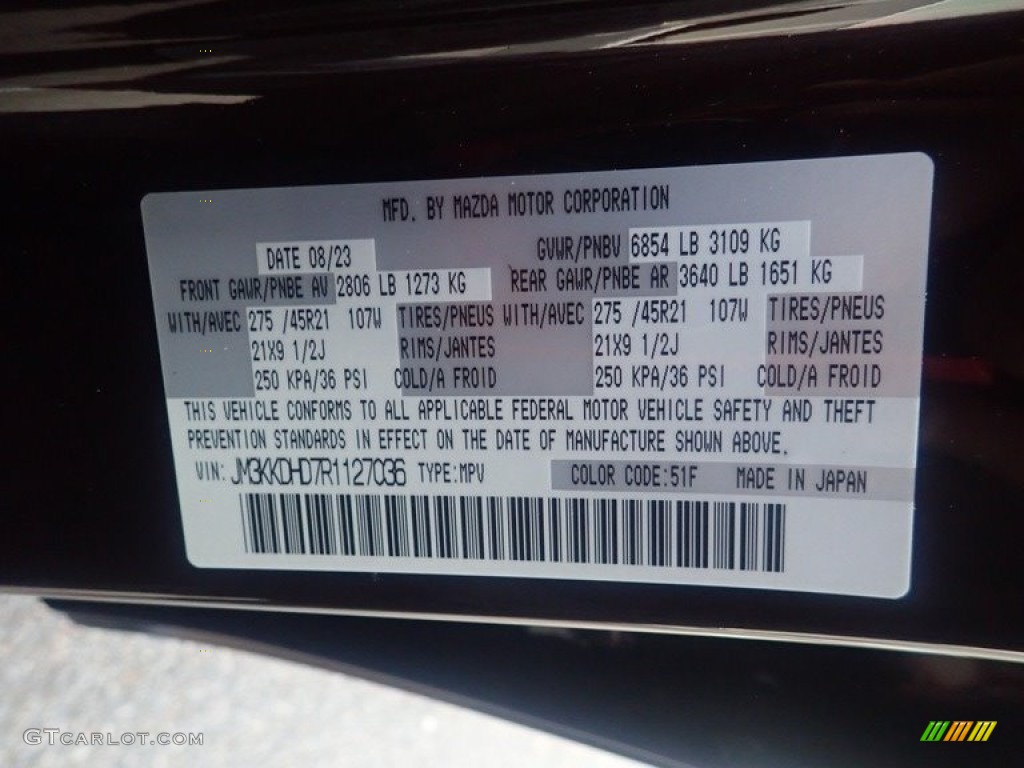 MFD. BY MAZDA MOTOR CORPORATION
DATE 08/23 GVWR/PNBV 6854 LB 3109 KG
FRONT GAWR/PNBE AV 2806 LB 1273 KG REAR GAWR/PNBE AR 3640 LB 1651 KG
WITH/AVEC 275 /45R21 107W TIRES/PNEUS WITH/AVEC 275 /45R21 107W TIRES/PNEUS
21X9 1/2J RIMS/JANTES 21X9 1/2J RIMS/JANTES
250 KPA/36 PSI COLD/A FROID 250 KPA/36 PSI COLD/A FROID
THIS VEHICLE CONFORMS TO ALL APPLICABLE FEDERAL MOTOR VEHICLE SAFETY AND THEFT
PREVENTION STANDARDS IN EFFECT ON THE DATE OF MANUFACTURE SHOWN ABOVE.
VIN: JM3KKDHD7R1127036 TYPE:MPV COLOR CODE:51F MADE IN JAPAN
GTCARLOT.COM